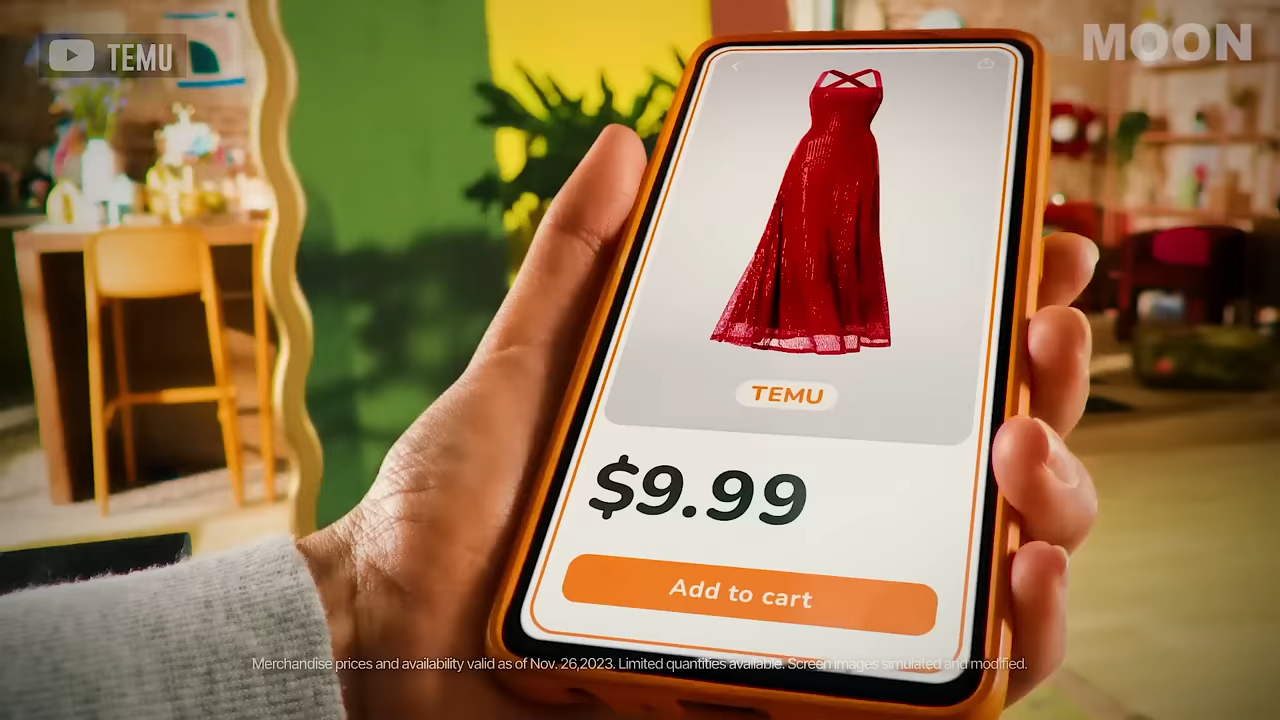 TEMU
MOON
TEMU
$9.99
Add to cart
Merchandise prices and availability valid as of Nov. 26,2023. Limited quantities available. Screen images simulated and modified.